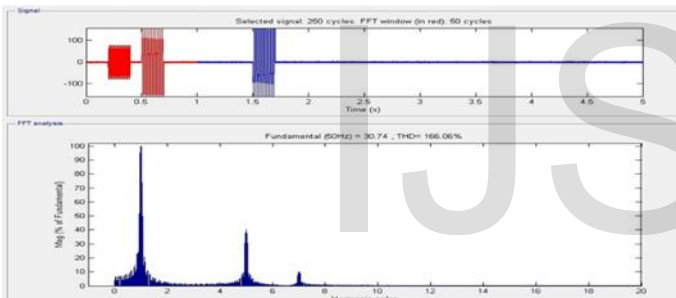 Signal
Selected signal: 250 cycles. FFT window (in red): 50 cycles
100
0
-100
0 0.5 1 1.5 2 2.5 3 3.5 4 4.5 5
Time (s)
FFT analysis
Fundamental (50Hz) = 30.74 , THD= 166.06%
Mag (% of Fundamental)
100
90
80
70
60
50
40
30
20
10
0
0 2 4 6 8 10 12 14 16 18 20
IJS